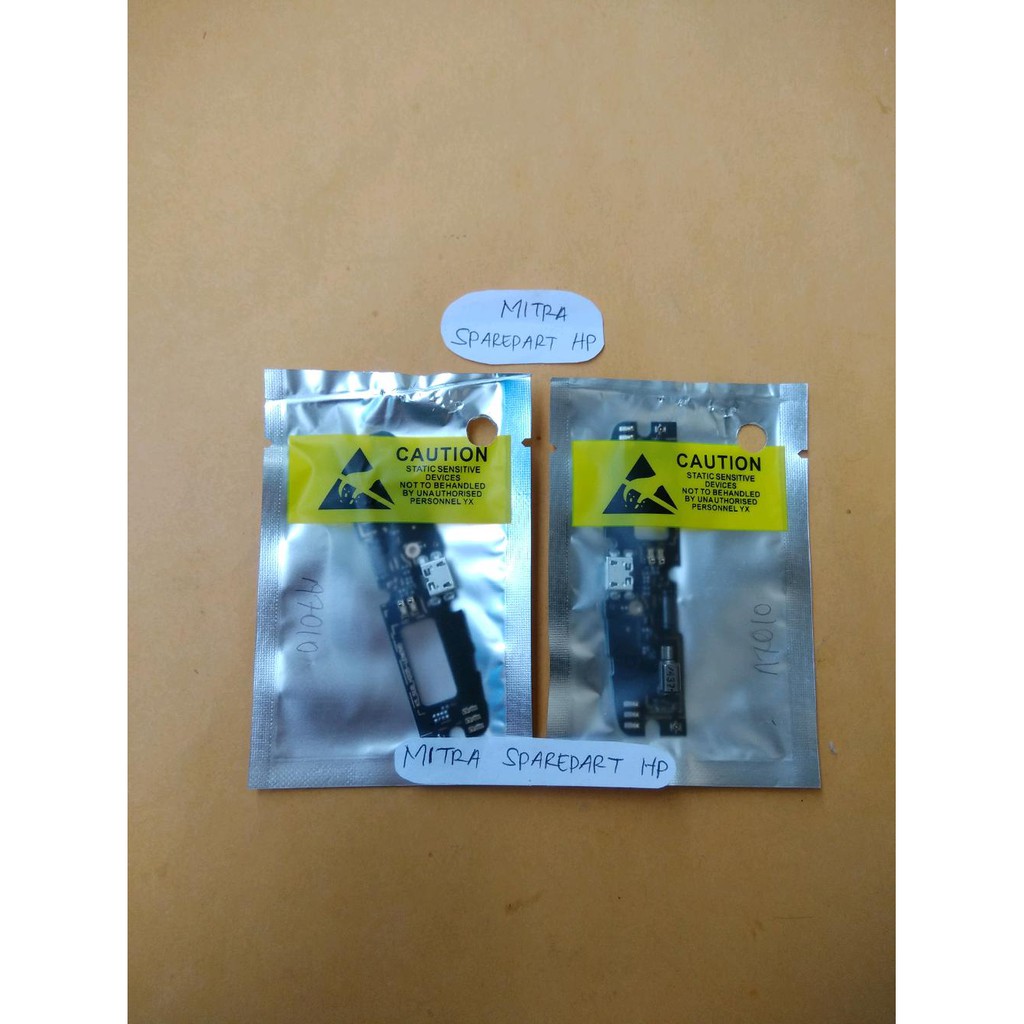 MITRA
SPAREPART HP
CAUTION
STATIC SENSITIVE
DEVICES
NOT TO BEHANDLED
BY UNAUTHORISED
PERSONNEL YX
A7010
CAUTION
STATIC SENSITIVE
DEVICES
NOT TO BEHANDLED
BY UNAUTHORISED
PERSONNEL YX
A7010
MITRA SPAREPART HP